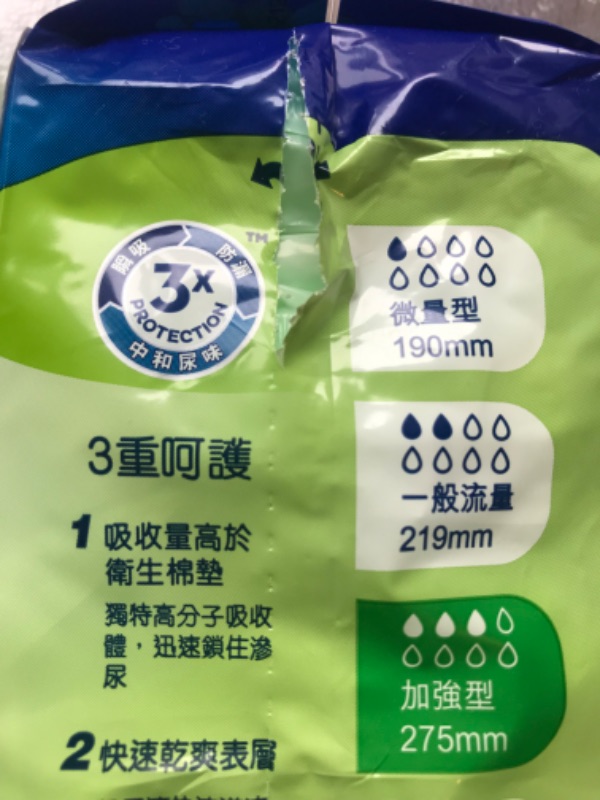 瞬吸
防漏
TM
3X
PROTECTION
中和尿味
微量型
190mm
3重呵護
一般流量
219mm
1 吸收量高於
衛生棉墊
獨特高分子吸收
體，迅速鎖住滲
尿
加強型
275mm
2 快速乾爽表層